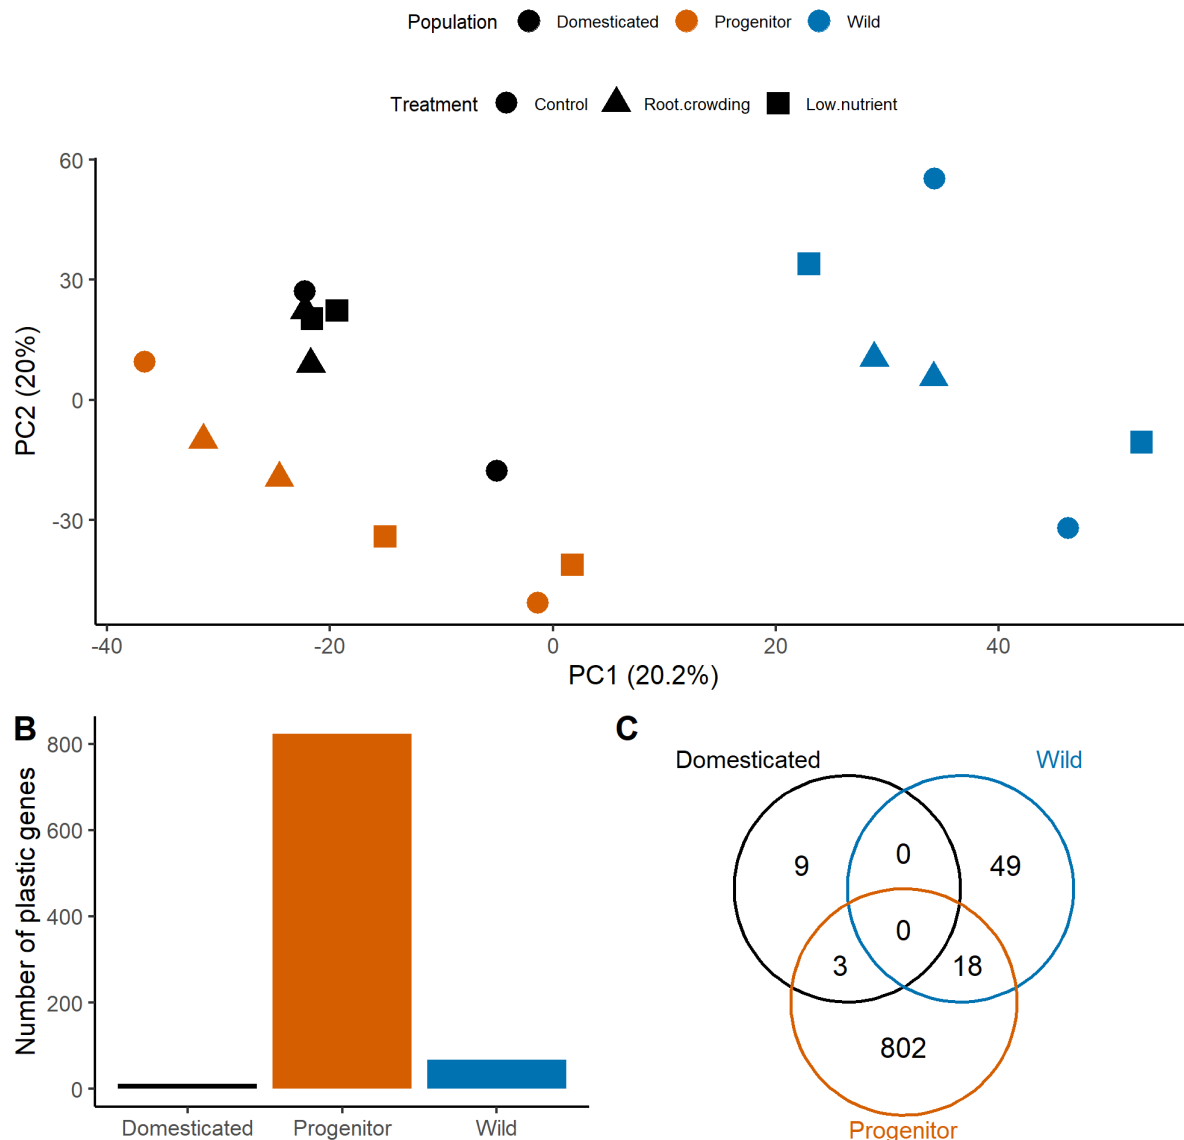 Population Domesticated Progenitor Wild
Treatment Control Root.crowding Low.nutrient
60
30
0
-30
PC2 (20%)
-40 -20 0 20 40
PC1 (20.2%)
B
800
600
400
200
0
Number of plastic genes
Domesticated Progenitor Wild
C
Domesticated Wild
9 0 49
0
3 18
802
Progenitor